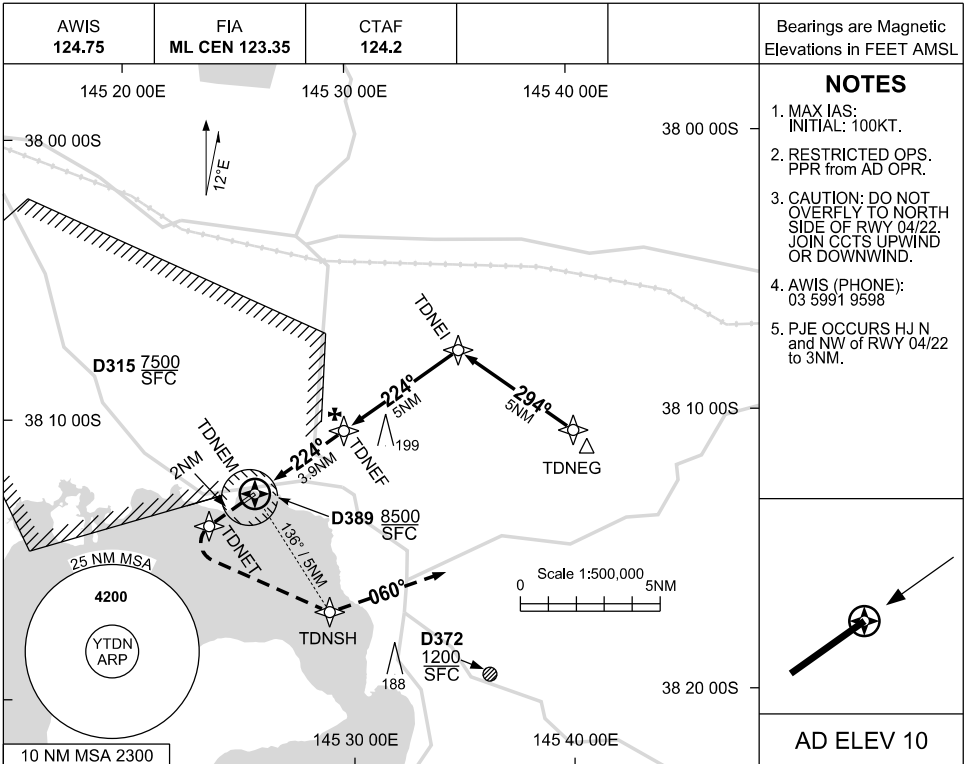 AWIS
124.75
FIA
ML CEN 123.35
CTAF
124.2
Bearings are Magnetic
Elevations in FEET AMSL
145 20 00E
145 30 00E
145 40 00E
38 00 00S
38 00 00S
12°E
NOTES
1. MAX IAS:
INITIAL: 100KT.
2. RESTRICTED OPS.
PPR from AD OPR.
3. CAUTION: DO NOT
OVERFLY TO NORTH
SIDE OF RWY 04/22.
JOIN CCTS UPWIND
OR DOWNWIND.
4. AWIS (PHONE):
03 5991 9598
5. PJE OCCURS HJ N
and NW of RWY 04/22
to 3NM.
TDNEI
D315 7500
SFC
224°
5NM
294°
5NM
38 10 00S
38 10 00S
199
TDNEF
TDNEG
TDNEM
224°
3.9NM
2NM
D389 8500
SFC
TDNET
136° / 5NM
25 NM MSA
4200
YTDN
ARP
060°
TDNSH
Scale 1:500,000
0
5NM
D372
1200
SFC
188
38 20 00S
145 30 00E
145 40 00E
10 NM MSA 2300
AD ELEV 10